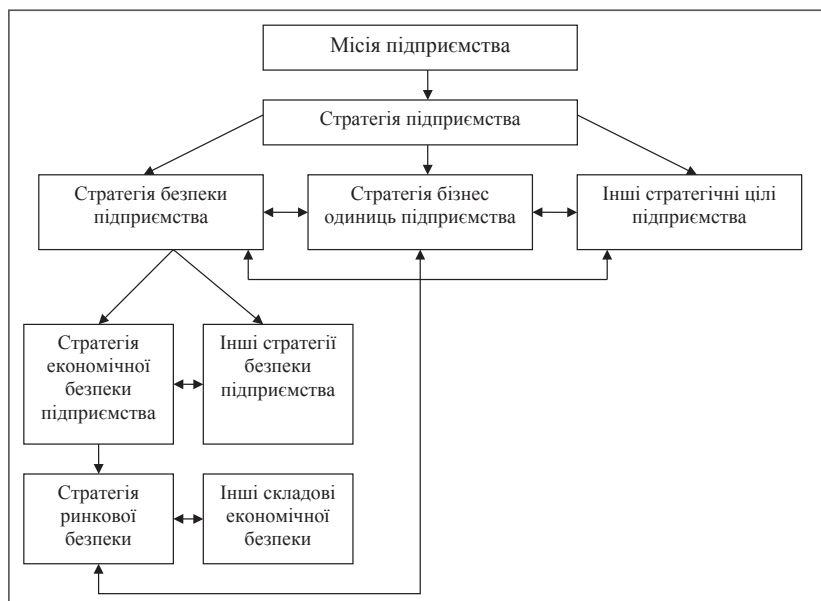 Місія підприємства
Стратегія підприємства
Стратегія безпеки
підприємства
Стратегія бізнес
одиниць підприємства
Інші стратегічні цілі
підприємства
Стратегія
економічної
безпеки
підприємства
Інші стратегії
безпеки
підприємства
Стратегія
ринкової
безпеки
Інші складові
економічної
безпеки